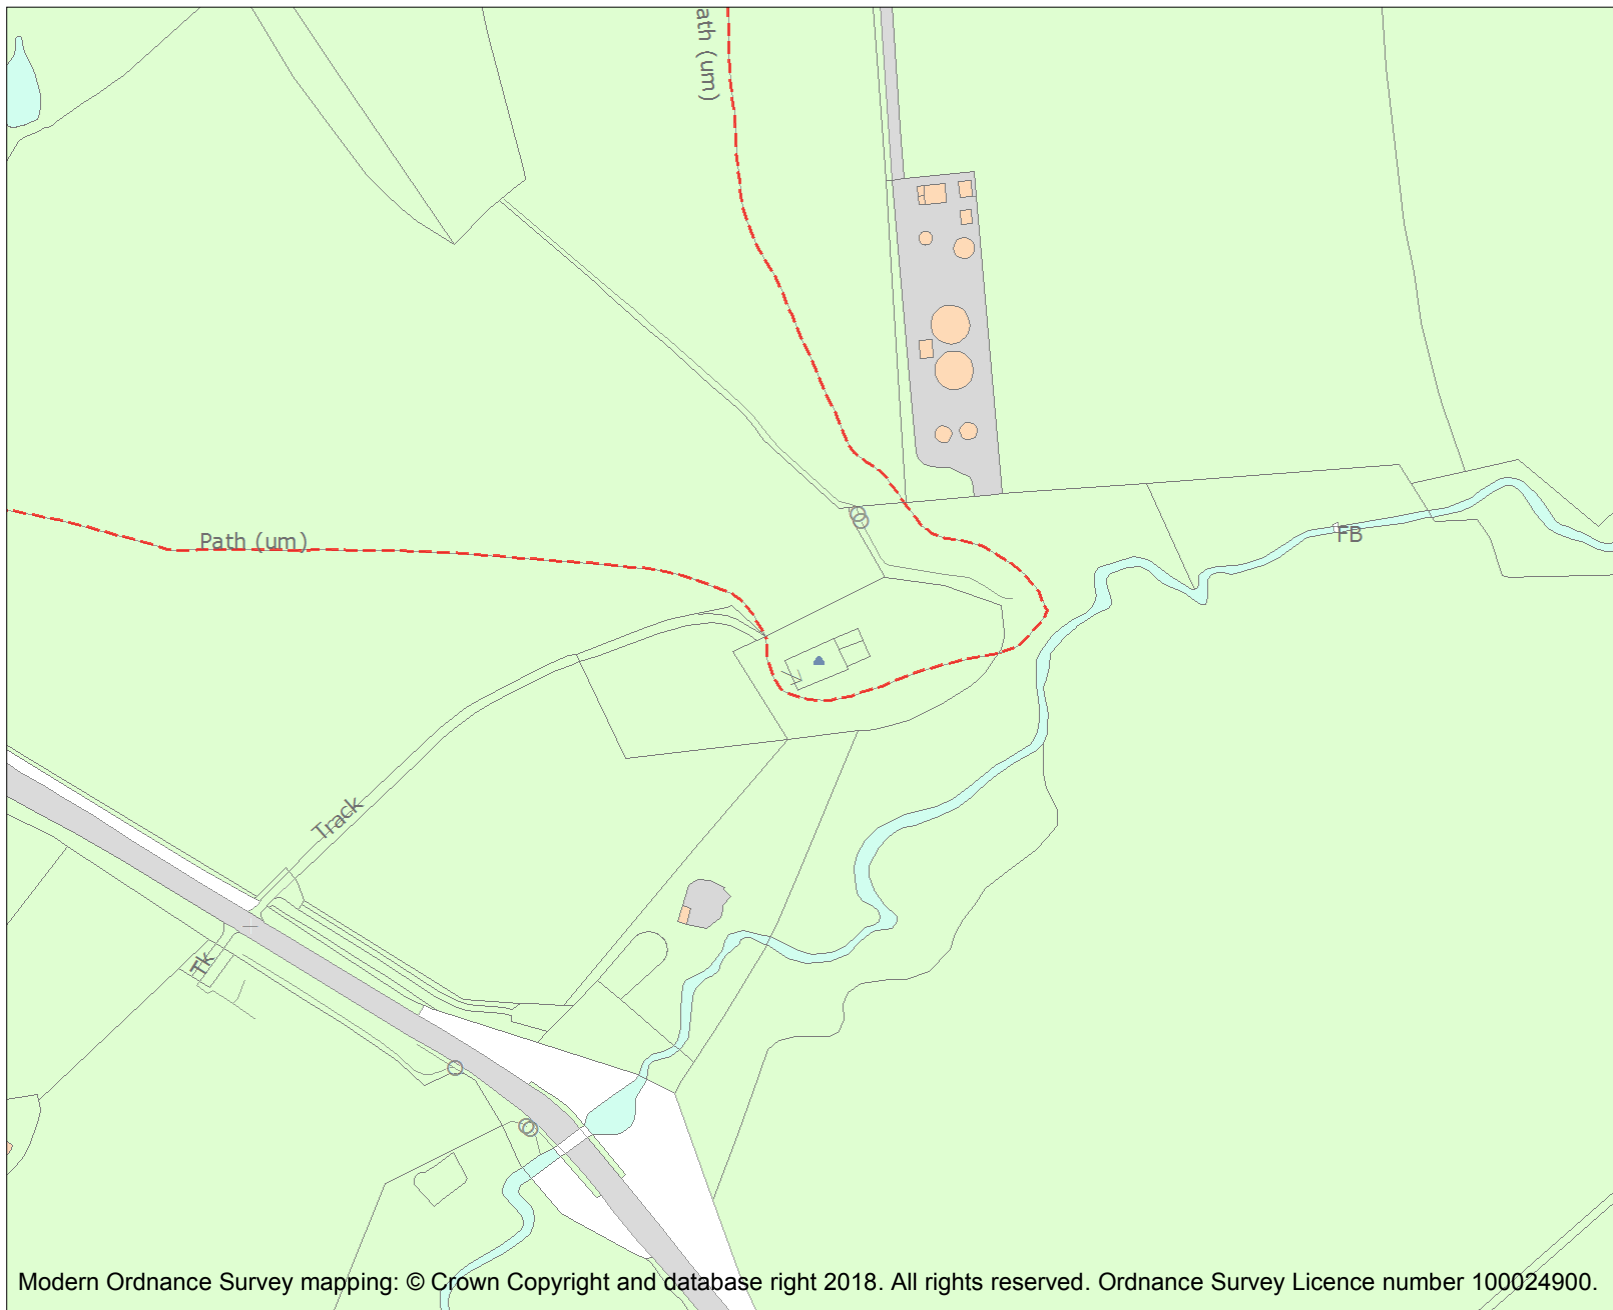 ath (um)
Path (um)
FB
Track
Tk
Modern Ordnance Survey mapping: © Crown Copyright and database right 2018. All rights reserved. Ordnance Survey Licence number 100024900.